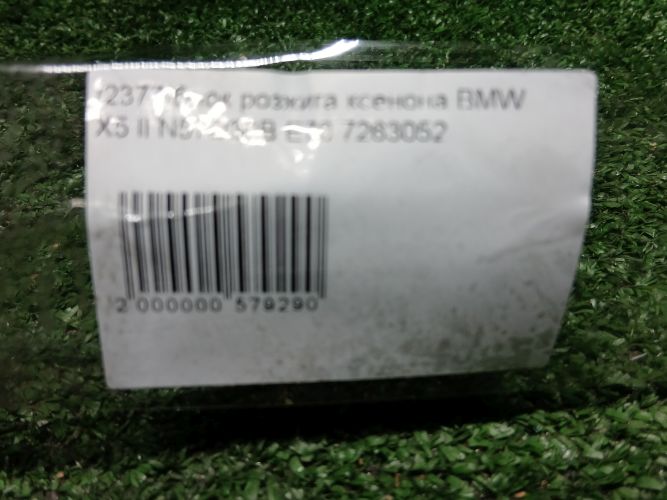 розжига ксенона BMW
X5 II 7263052
2 000000 579290